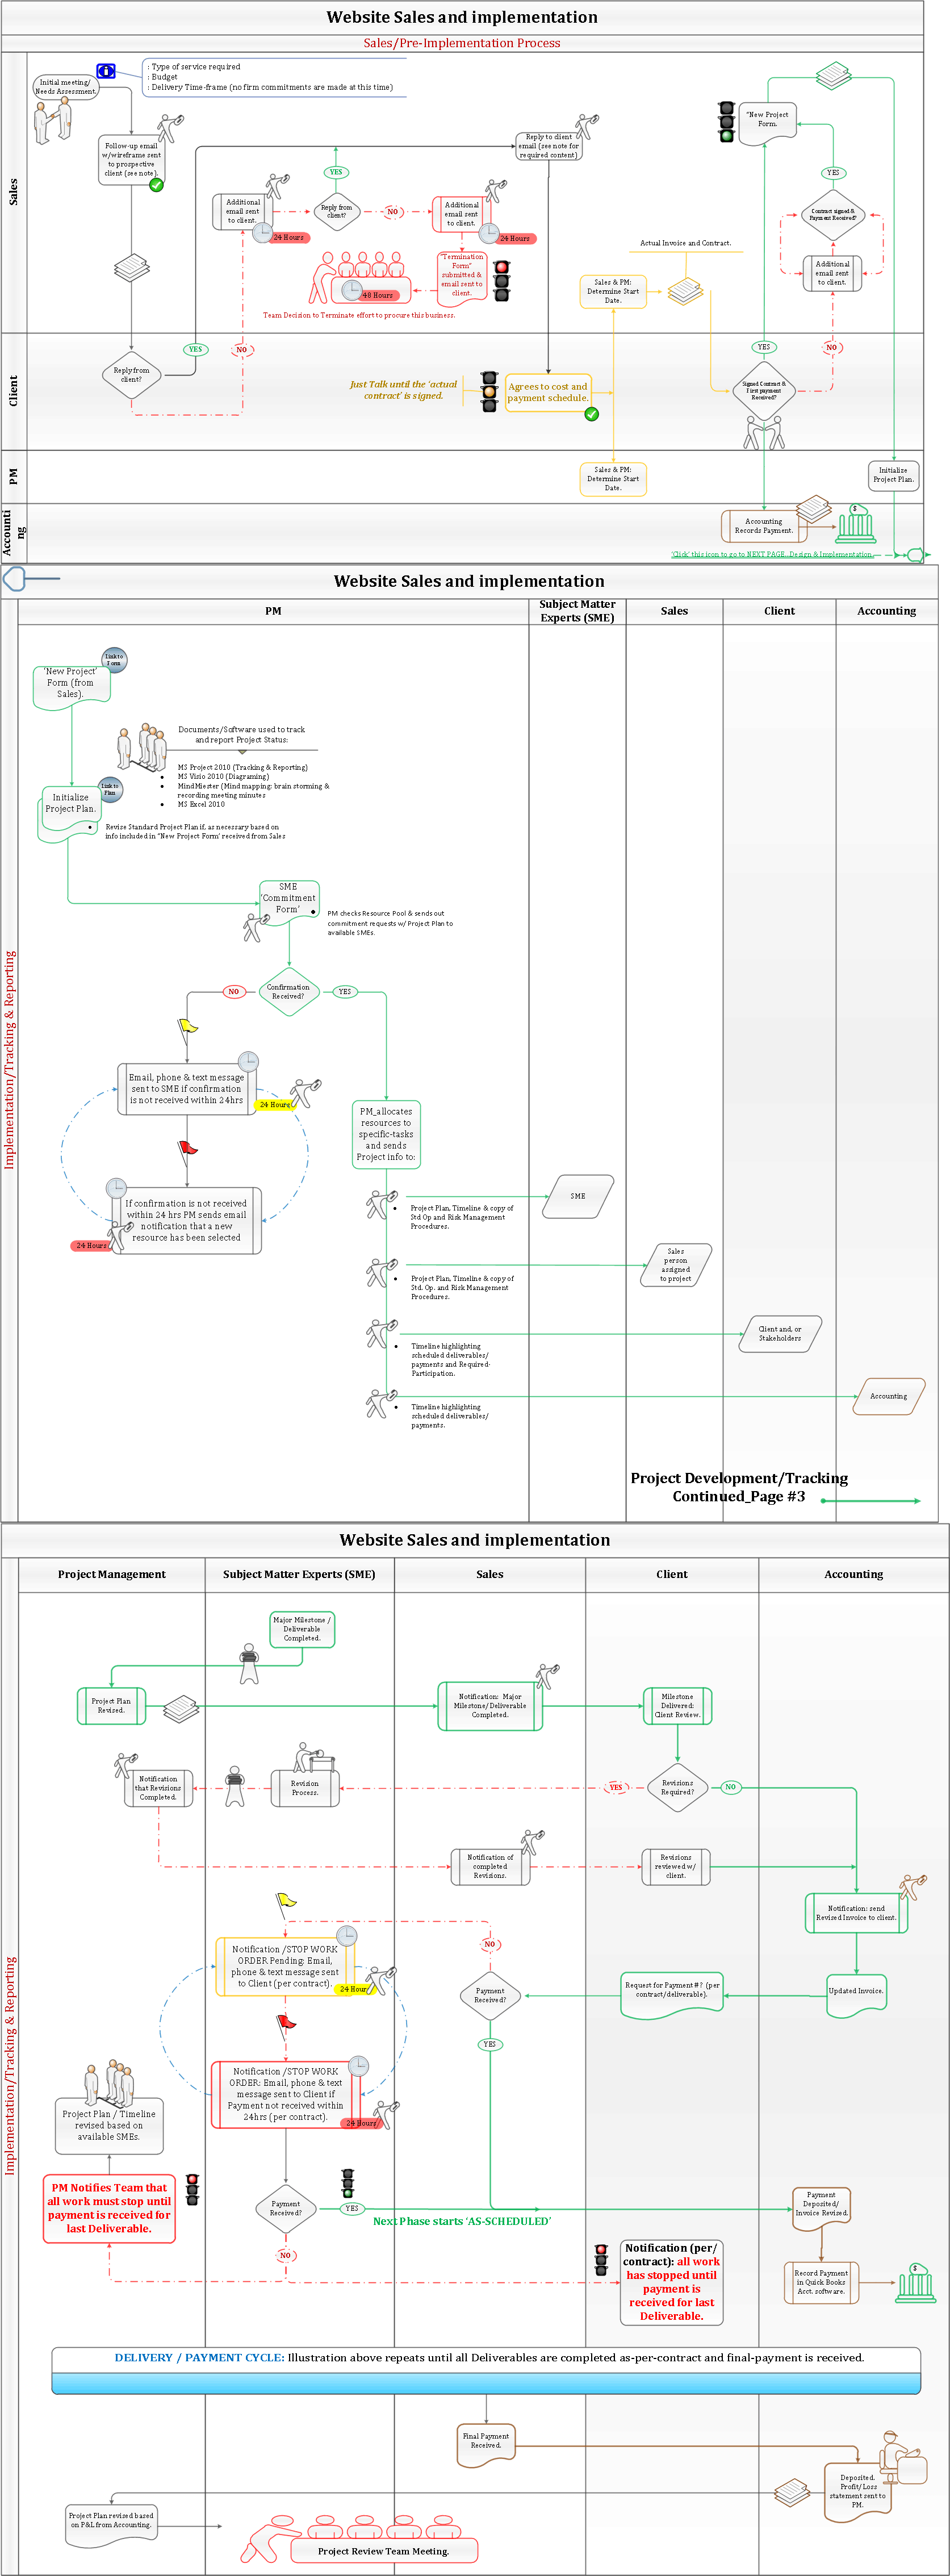 Website Sales and implementation
Sales/Pre-Implementation Process
Sales
Initial meeting/
Needs Assessment.
: Type of service required
: Budget
: Delivery Time-frame (no firm commitments are made at this time)
Follow-up email
w/wireframe sent
to prospective
client (see note).
Additional
email sent
to client.
24 Hours
YES
Reply from
client?
NO
Additional
email sent
to client.
24 Hours
Reply to client
email (see note for
required content)
48 Hours
"Termination
Form"
submitted &
email sent to
client.
Team Decision to Terminate effort to procure this business.
Actual Invoice and Contract.
Sales & PM:
Determine Start
Date.
"New Project
Form.
YES
Contract signed &
Payment Received?
Additional
email sent
to client.
Client
Reply from
client?
YES
NO
Just Talk until the 'actual
contract' is signed.
Agrees to cost and
payment schedule.
YES
NO
Signed Contract &
First payment
Received?
PM
Sales & PM:
Determine Start
Date.
Initialize
Project Plan.
Accounti
ng
Accounting
Records Payment.
$
'Click' this icon to go to NEXT PAGE..Design & Implementation
Website Sales and implementation
PM
Subject Matter
Experts (SME)
Sales
Client
Accounting
Implementation/Tracking & Reporting
Link to
Form
'New Project'
Form (from
Sales).
Documents/Software used to track
and report Project Status:
MS Project 2010 (Tracking & Reporting)
• MS Visio 2010 (Diagraming)
• MindMiester (Mind mapping: brain storming &
recording meeting minutes
• MS Excel 2010
Link to
Plan
Initialize
Project Plan.
• Revise Standard Project Plan if, as necessary based on
info included in "New Project Form' received from Sales
SME
'Commitment
Form'
•
PM checks Resource Pool & sends out
commitment requests w/ Project Plan to
available SMEs.
NO
Confirmation
Received?
YES
Email, phone & text message
sent to SME if confirmation
is not received within 24hrs
24 Hours
PM_allocates
resources to
specific-tasks
and sends
Project info to:
If confirmation is not received
within 24 hrs PM sends email
notification that a new
resource has been selected
24 Hours
SME
• Project Plan, Timeline & copy of
Std Op and Risk Management
Procedures.
Sales
person
assigned
to project
• Project Plan, Timeline & copy of
Std. Op. and Risk Management
Procedures.
Client and, or
Stakeholders
• Timeline highlighting
scheduled deliverables/
payments and Required-
Participation.
Accounting
• Timeline highlighting
scheduled deliverables/
payments.
Project Development/Tracking
Continued_Page #3
Website Sales and implementation
Project Management
Subject Matter Experts (SME)
Sales
Client
Accounting
Implementation/Tracking & Reporting
Major Milestone /
Deliverable
Completed.
Project Plan
Revised.
Notification: Major
Milestone/Deliverable
Completed.
Milestone
Delivered:
Client Review.
Notification
that Revisions
Completed.
Revision
Process.
YES
Revisions
Required?
NO
Notification of
completed
Revisions.
Revisions
reviewed w/
client.
Notification: send
Revised Invoice to client.
NO
Notification /STOP WORK
ORDER Pending: Email,
phone & text message sent
to Client (per contract).
24 Hour
Payment
Received?
Request for Payment #? (per
contract/deliverable).
Updated Invoice.
YES
Notification /STOP WORK
ORDER: Email, phone & text
message sent to Client if
Payment not received within
24hrs (per contract).
24 Hours
Project Plan / Timeline
revised based on
available SMEs.
PM Notifies Team that
all work must stop until
payment is received for
last Deliverable.
Payment
Received?
YES
Next Phase starts 'AS-SCHEDULED'
NO
Payment
Deposited/
Invoice Revised.
Notification (per/
contract): all work
has stopped until
payment is
received for last
Deliverable.
Record Payment
in Quick Books
Acct. software.
$
DELIVERY / PAYMENT CYCLE: Illustration above repeats until all Deliverables are completed as-per-contract and final-payment is received.
Final Payment
Received.
Deposited.
Profit/Loss
statement sent to
PM.
Project Plan revised based
on P&L from Accounting.
Project Review Team Meeting.